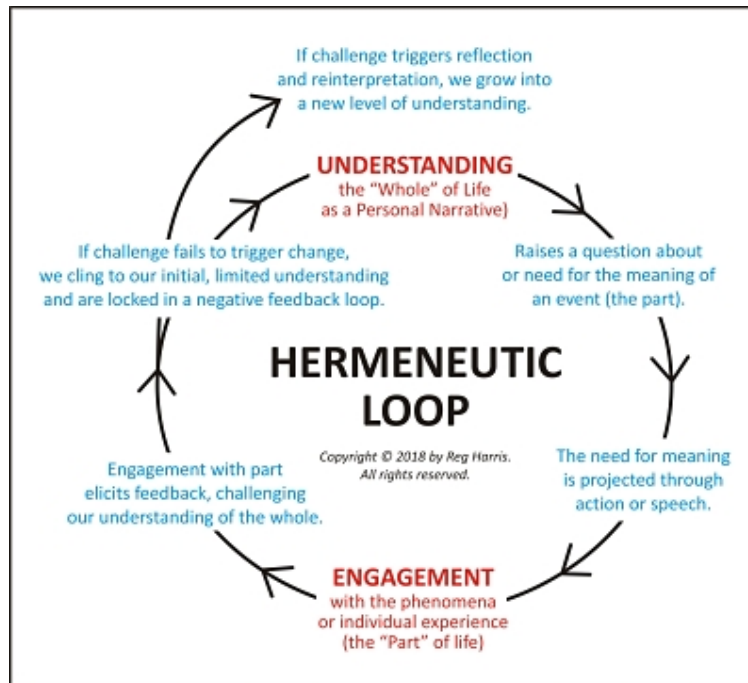 If challenge triggers reflection
and reinterpretation, we grow into
a new level of understanding.
UNDERSTANDING
the “Whole” of Life
as a Personal Narrative)
Raises a question about
or need for the meaning of
an event (the part).
The need for meaning
is projected through
action or speech.
ENGAGEMENT
with the phenomena
or individual experience
(the “Part” of life)
Engagement with part
elicits feedback, challenging
our understanding of the whole.
If challenge fails to trigger change,
we cling to our initial, limited understanding
and are locked in a negative feedback loop.
HERMENEUTIC
LOOP
Copyright © 2018 by Reg Harris.
All rights reserved.